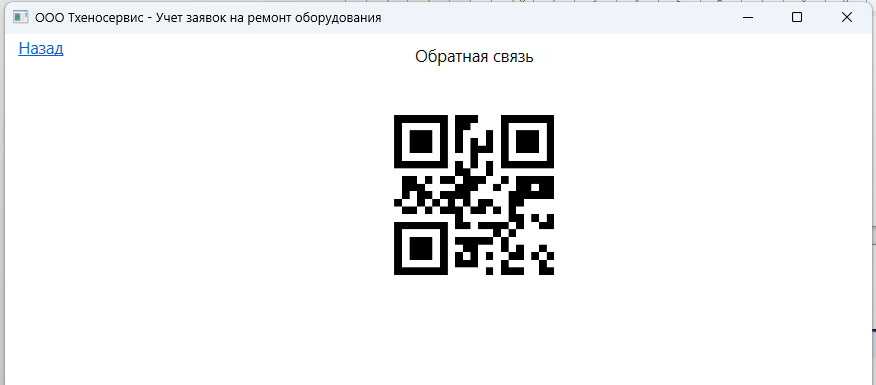 ООО Тхеносервис - Учет заявок на ремонт оборудования
Назад
Обратная связь